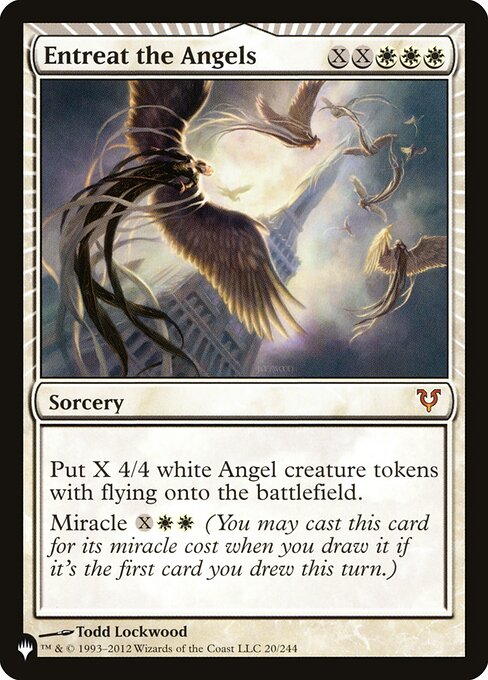 Entreat the Angels XX
Sorcery
Put X 4/4 white Angel creature tokens
with flying onto the battlefield.
Miracle X (You may cast this card
for its miracle cost when you draw it if
it's the first card you drew this turn.)
Todd Lockwood
™ & © 1993–2012 Wizards of the Coast LLC 20/244